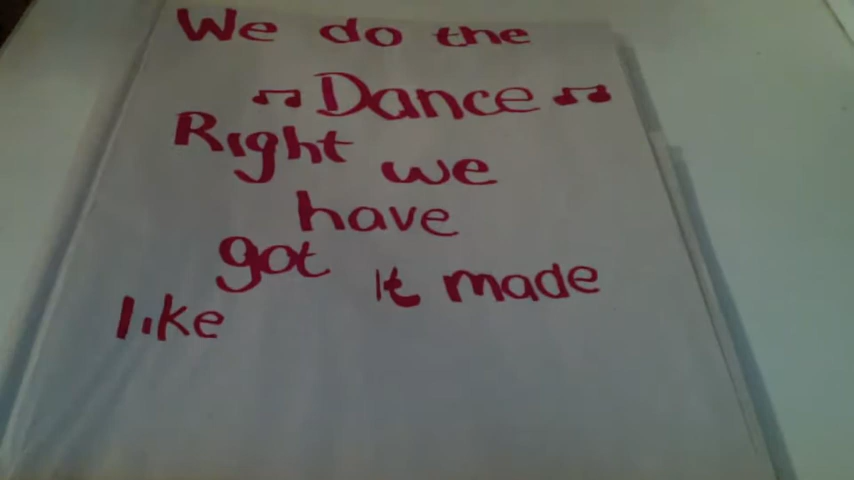 We do the
♫ Dance ♫
Right we
have
got it made
like